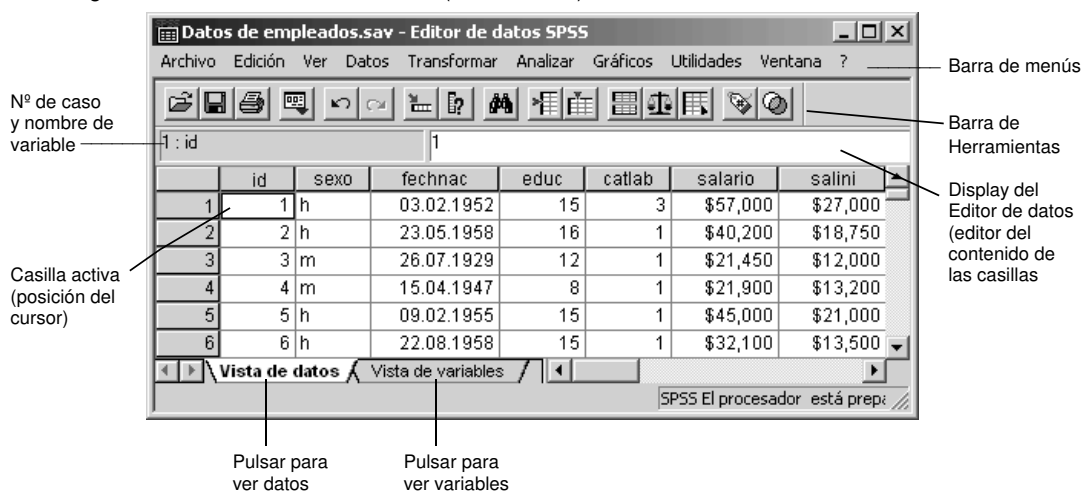 Datos de empleados.sav - Editor de datos SPSS
Archivo Edición Ver Datos Transformar Analizar Gráficos Utilidades Ventana ?
Barra de menús
Nº de caso
y nombre de
variable
Barra de
Herramientas
1 : id 1
id sexo fechnac educ catlab salario salini
1 1 h 03.02.1952 15 3 $57,000 $27,000
2 2 h 23.05.1958 16 1 $40,200 $18,750
3 3 m 26.07.1929 12 1 $21,450 $12,000
4 4 m 15.04.1947 8 1 $21,900 $13,200
5 5 h 09.02.1955 15 1 $45,000 $21,000
6 6 h 22.08.1958 15 1 $32,100 $13,500
Display del
Editor de datos
(editor del
contenido de
las casillas
Casilla activa
(posición del
cursor)
Vista de datos Vista de variables
SPSS El procesador está prepa
Pulsar para
ver datos
Pulsar para
ver variables